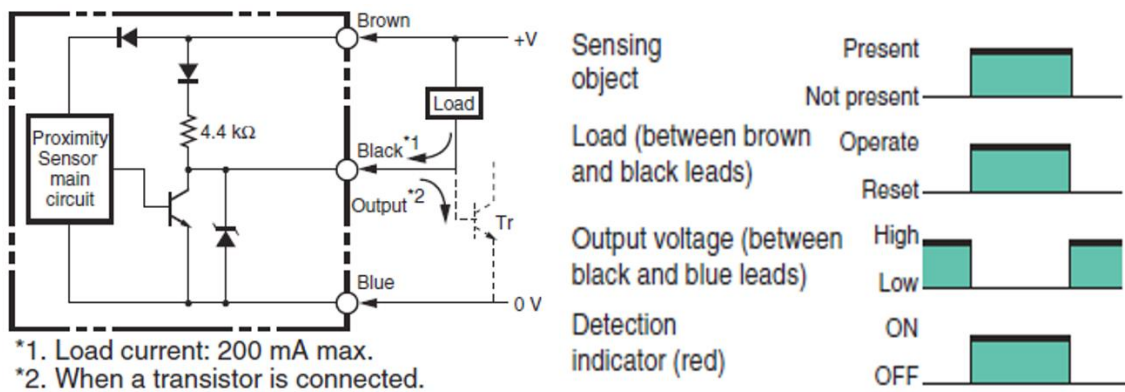 Brown
+V
Load
4.4 kΩ
Proximity
Sensor
main
circuit
Black*1
Output*2
Tr
Blue
0 V
*1. Load current: 200 mA max.
*2. When a transistor is connected.
Sensing
object
Present
Not present
Load (between brown
and black leads)
Operate
Reset
Output voltage (between
black and blue leads)
High
Low
Detection
indicator (red)
ON
OFF